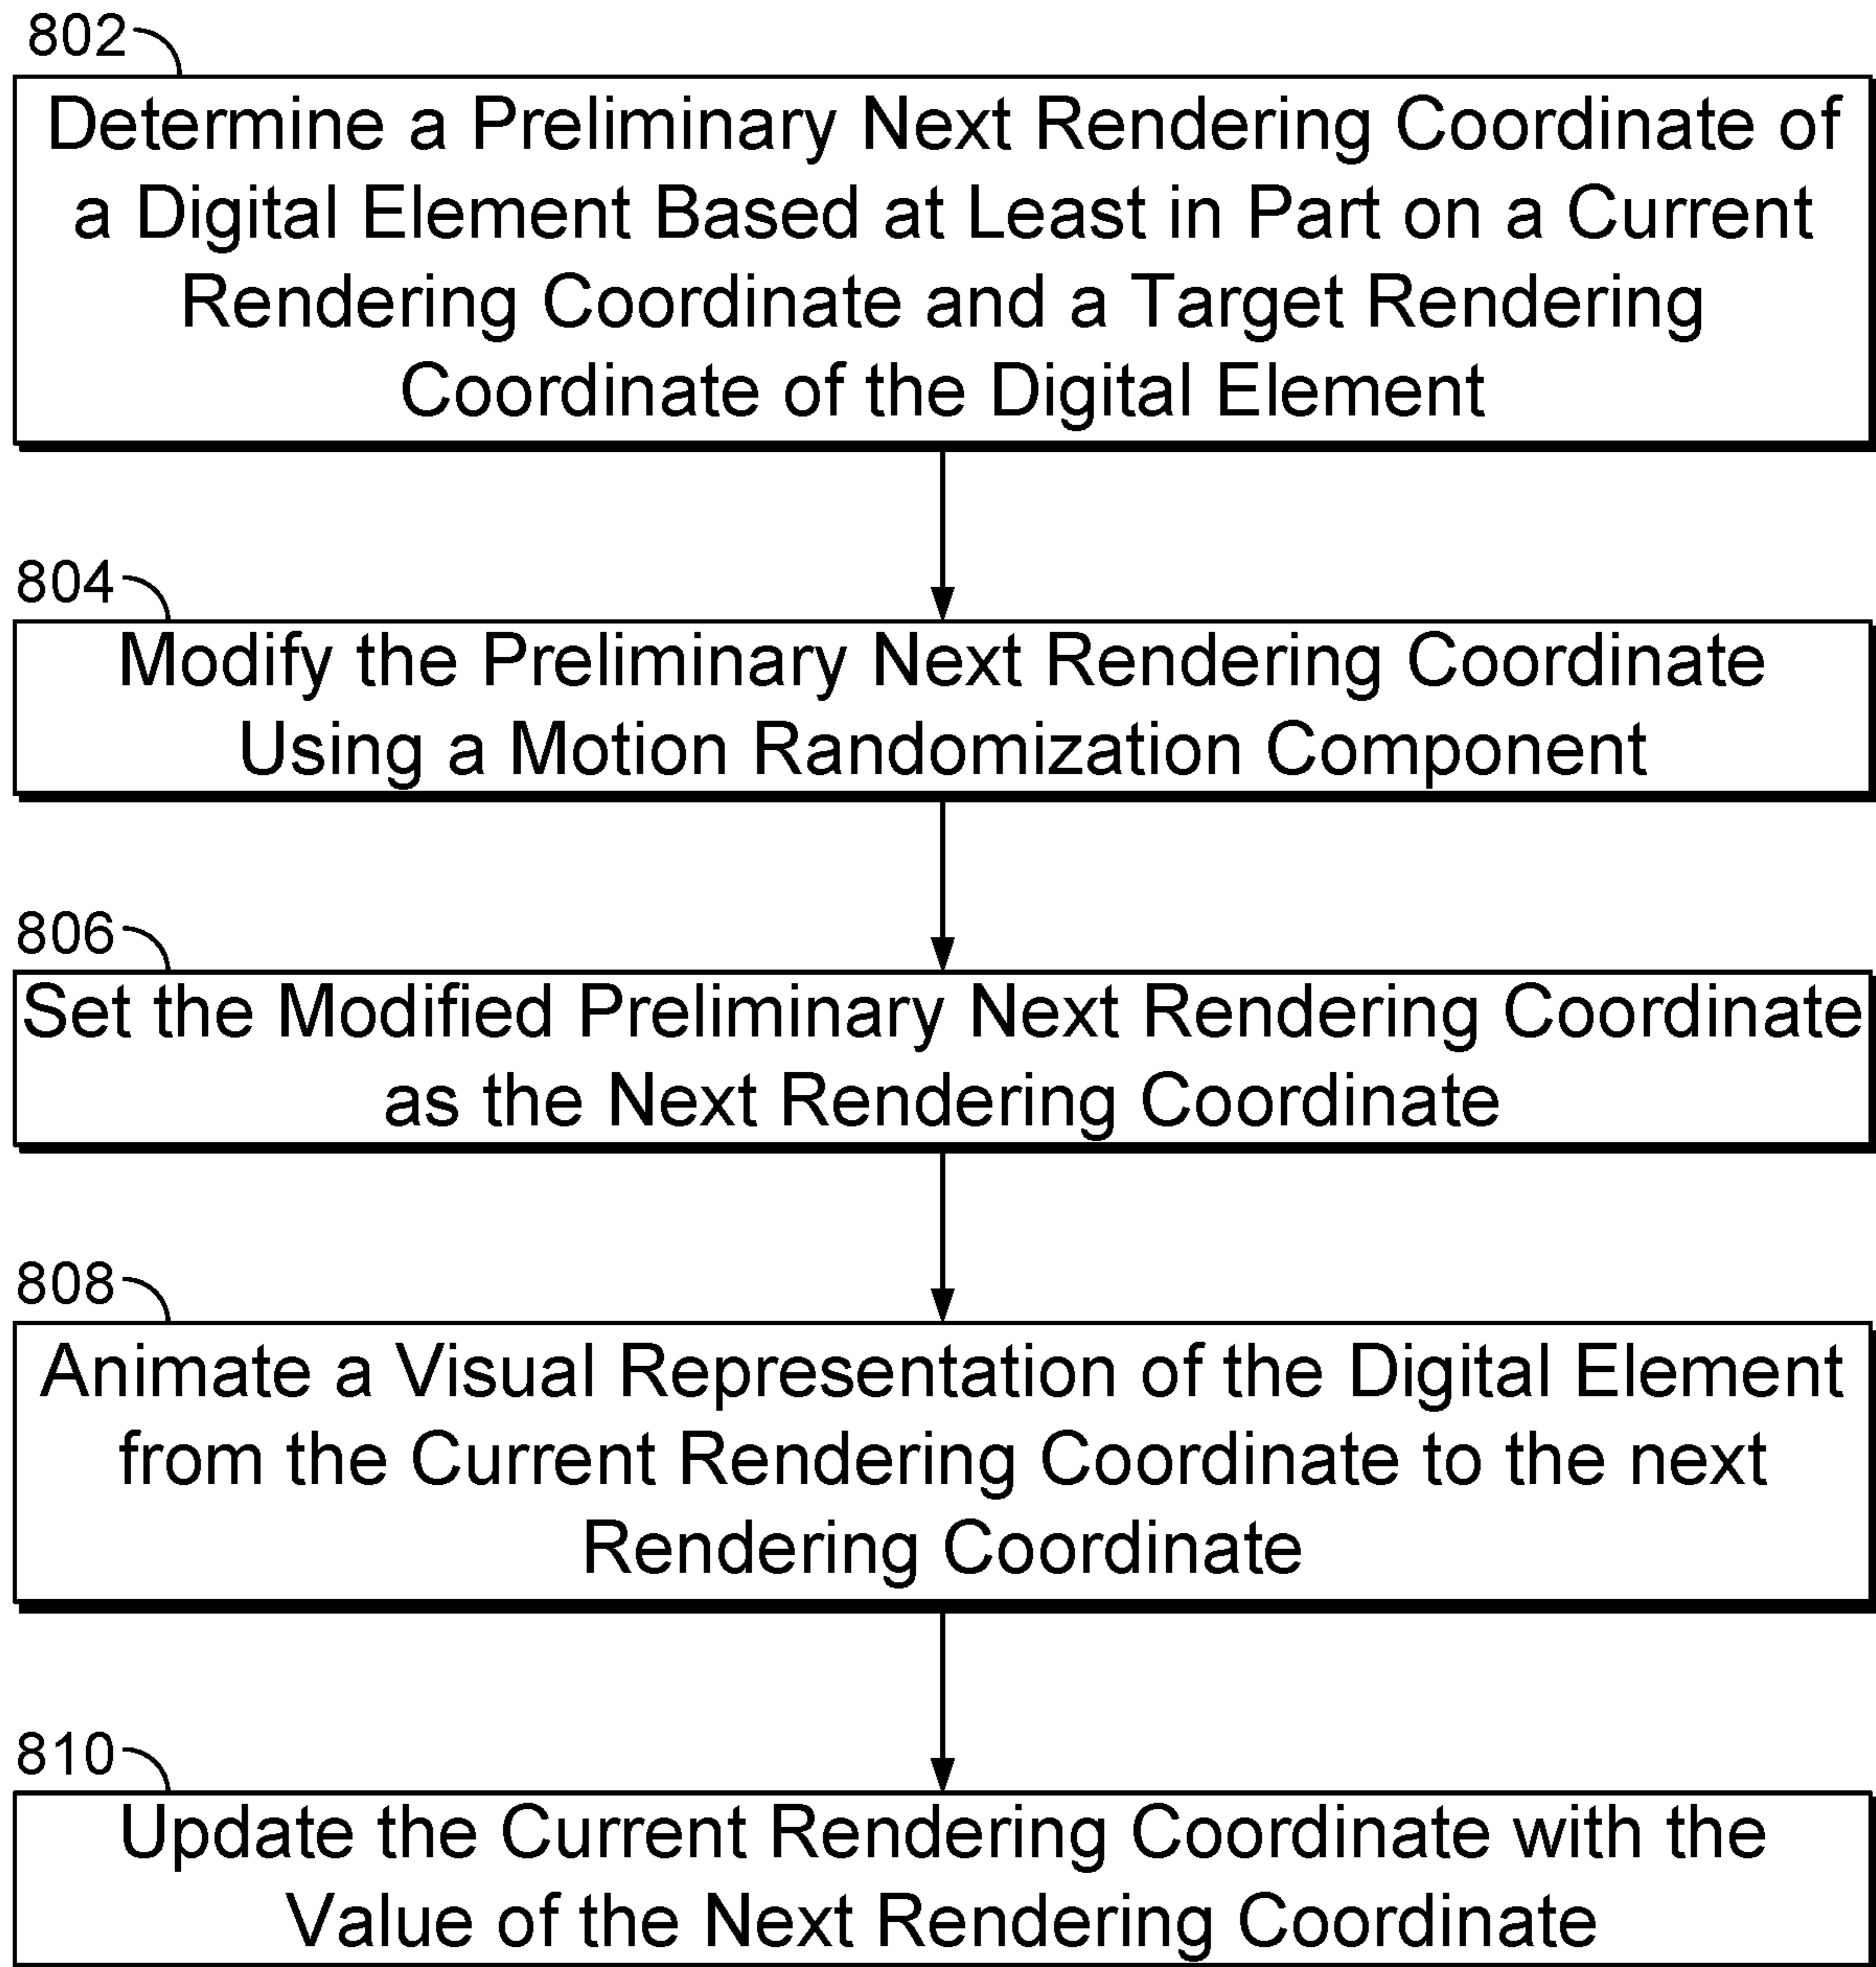 802
Determine a Preliminary Next Rendering Coordinate of
a Digital Element Based at Least in Part on a Current
Rendering Coordinate and a Target Rendering
Coordinate of the Digital Element
804
Modify the Preliminary Next Rendering Coordinate
Using a Motion Randomization Component
806
Set the Modified Preliminary Next Rendering Coordinate
as the Next Rendering Coordinate
808
Animate a Visual Representation of the Digital Element
from the Current Rendering Coordinate to the next
Rendering Coordinate
810
Update the Current Rendering Coordinate with the
Value of the Next Rendering Coordinate